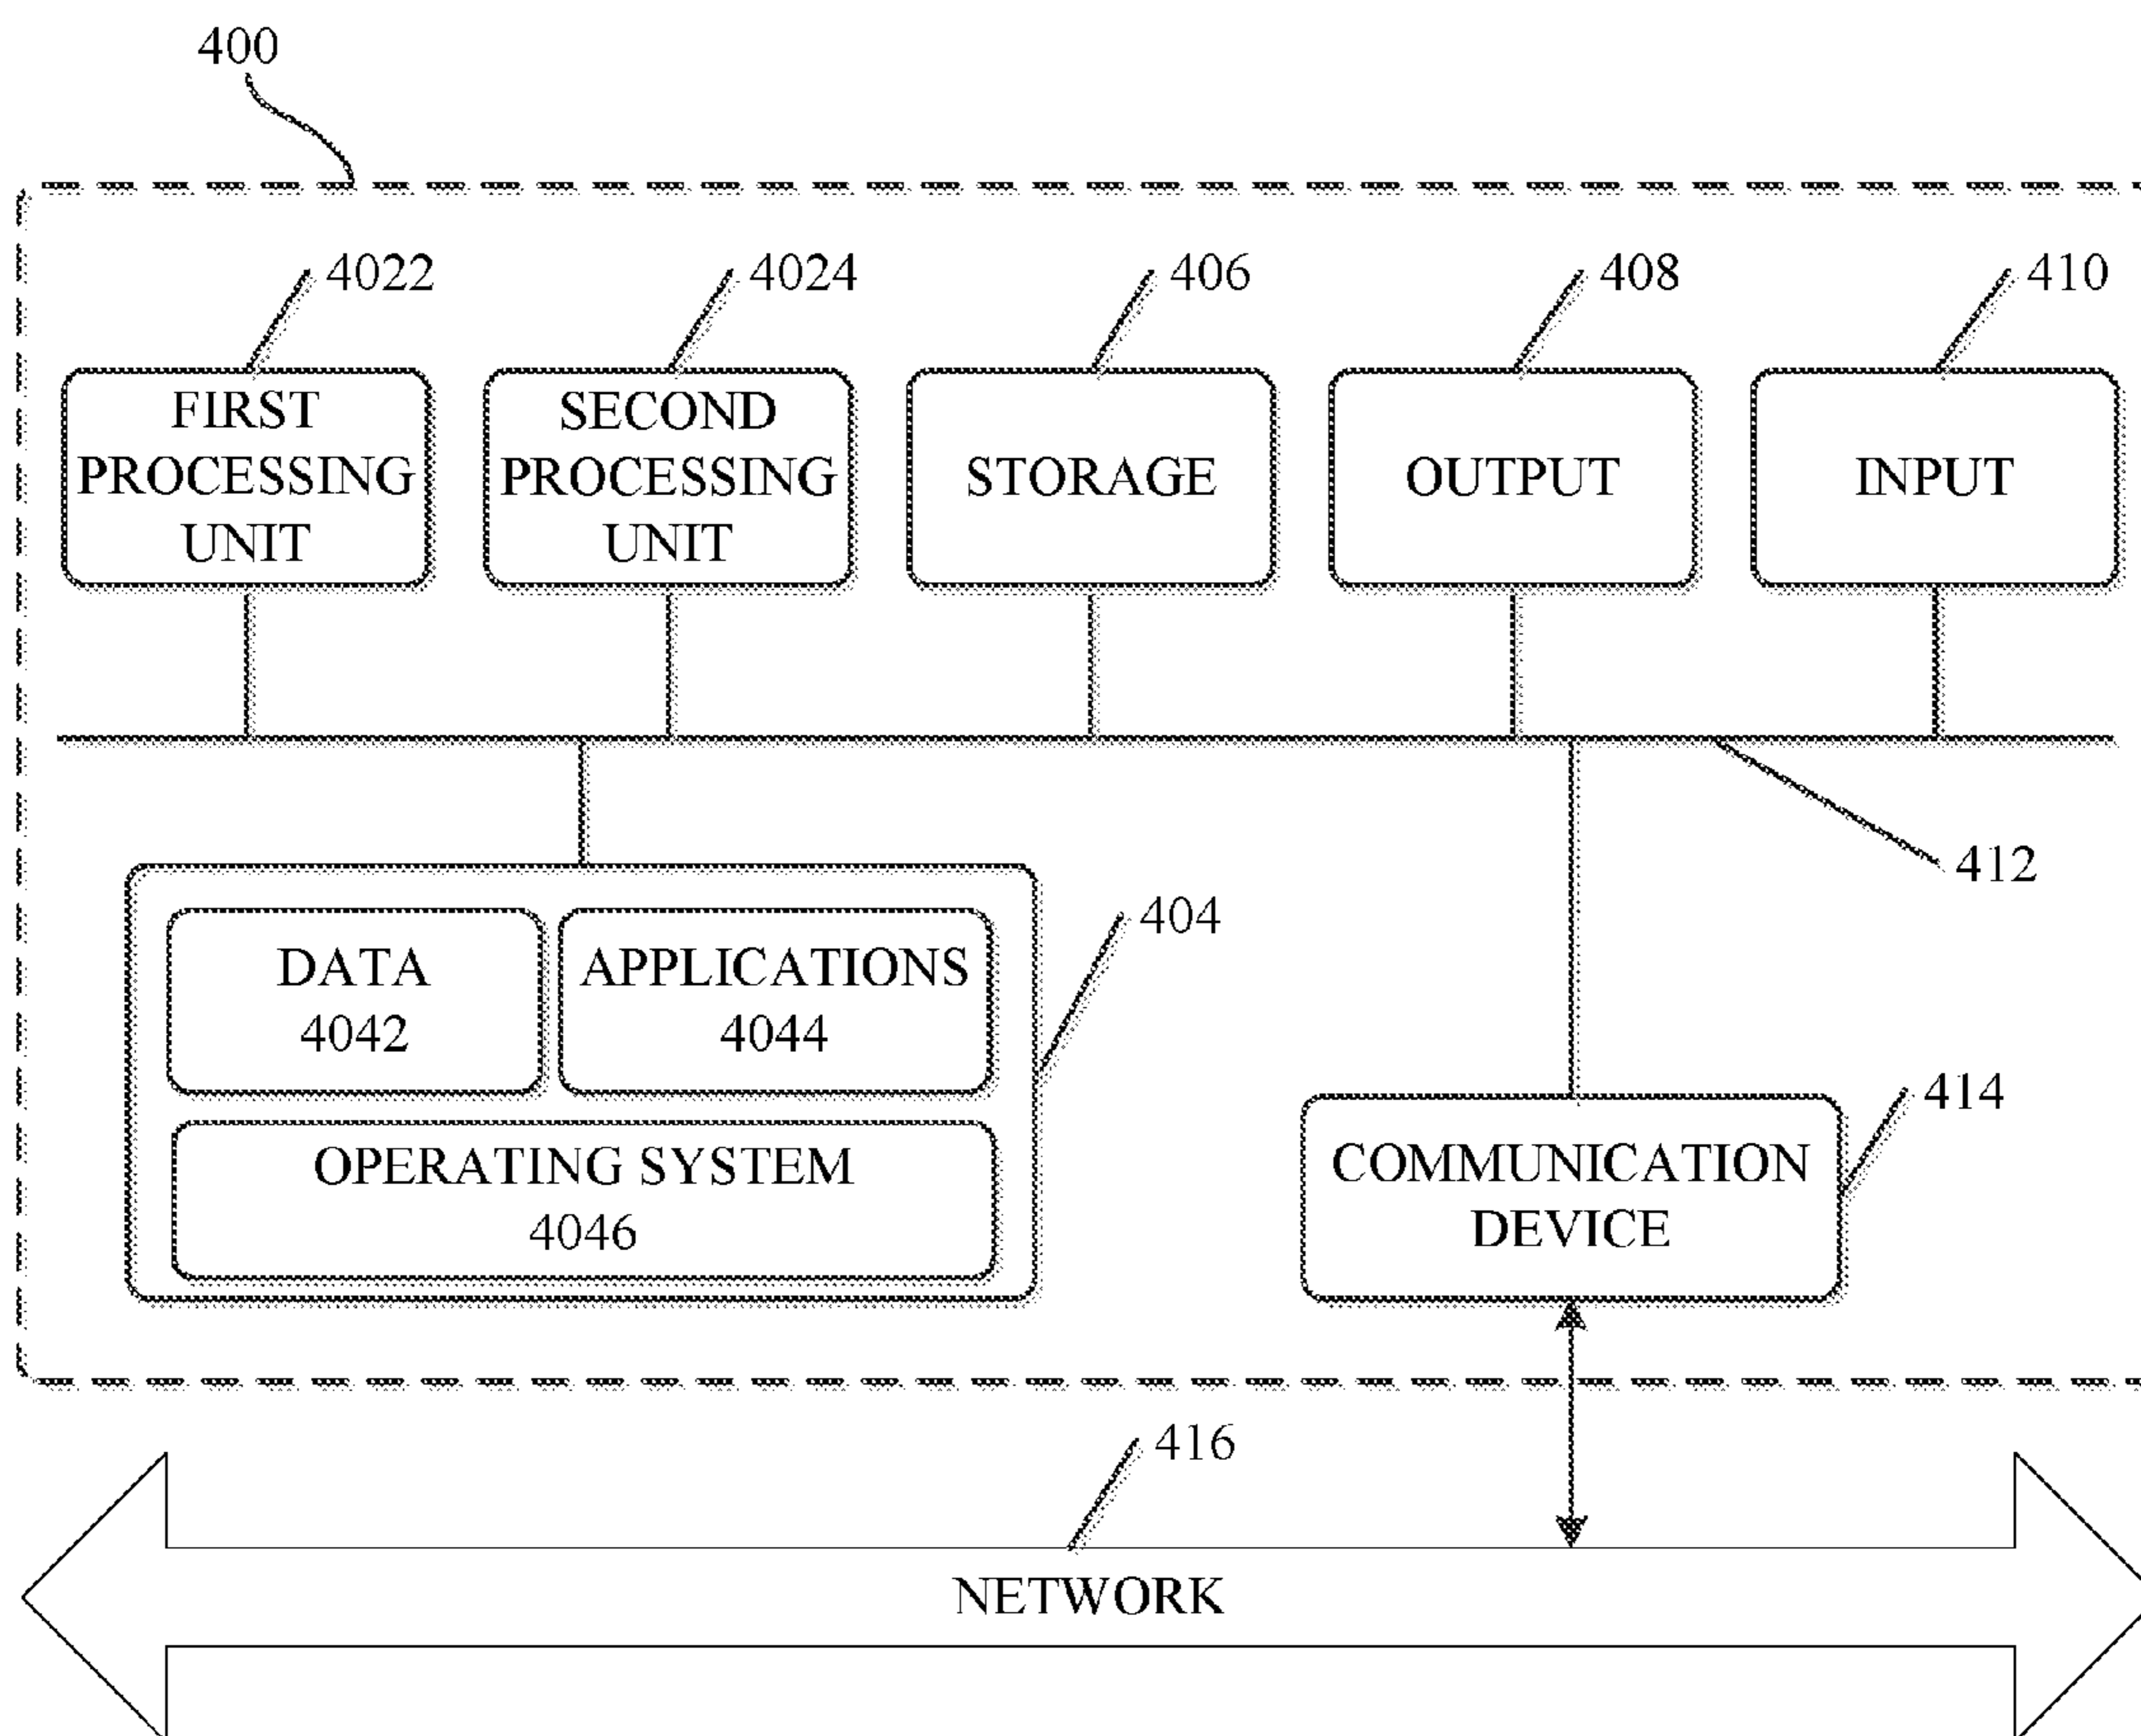 400
4022
4024
406
408
410
FIRST
PROCESSING
UNIT
SECOND
PROCESSING
UNIT
STORAGE
OUTPUT
INPUT
412
404
DATA
4042
APPLICATIONS
4044
OPERATING SYSTEM
4046
414
COMMUNICATION
DEVICE
416
NETWORK